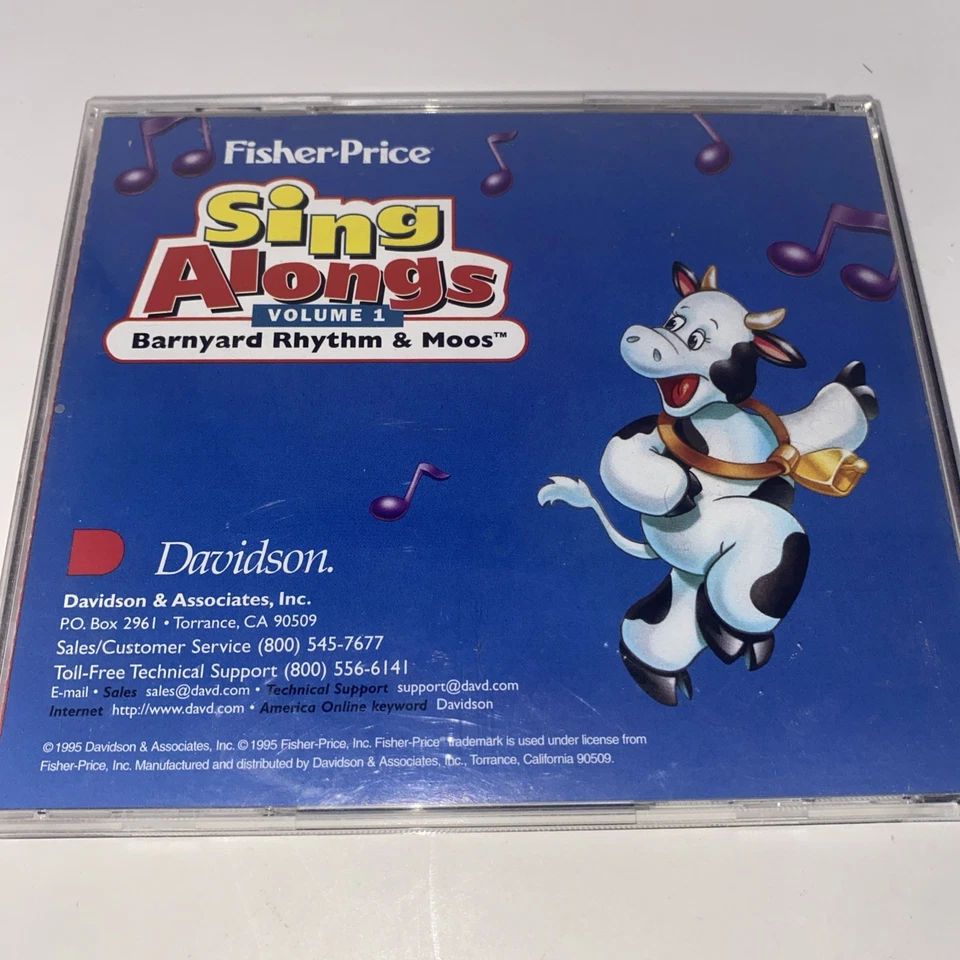 Fisher-Price
Sing
Alongs
VOLUME 1
Barnyard Rhythm & Moos™
Davidson.
Davidson & Associates, Inc.
P.O. Box 2961 • Torrance, CA 90509
Sales/Customer Service (800) 545-7677
Toll-Free Technical Support (800) 556-6141
E-mail • Sales sales@davd.com • Technical Support support@davd.com
Internet http://www.davd.com • America Online keyword Davidson
©1995 Davidson & Associates, Inc. ©1995 Fisher-Price, Inc. Fisher-Price® trademark is used under license from
Fisher-Price, Inc. Manufactured and distributed by Davidson & Associates, Inc., Torrance, California 90509.